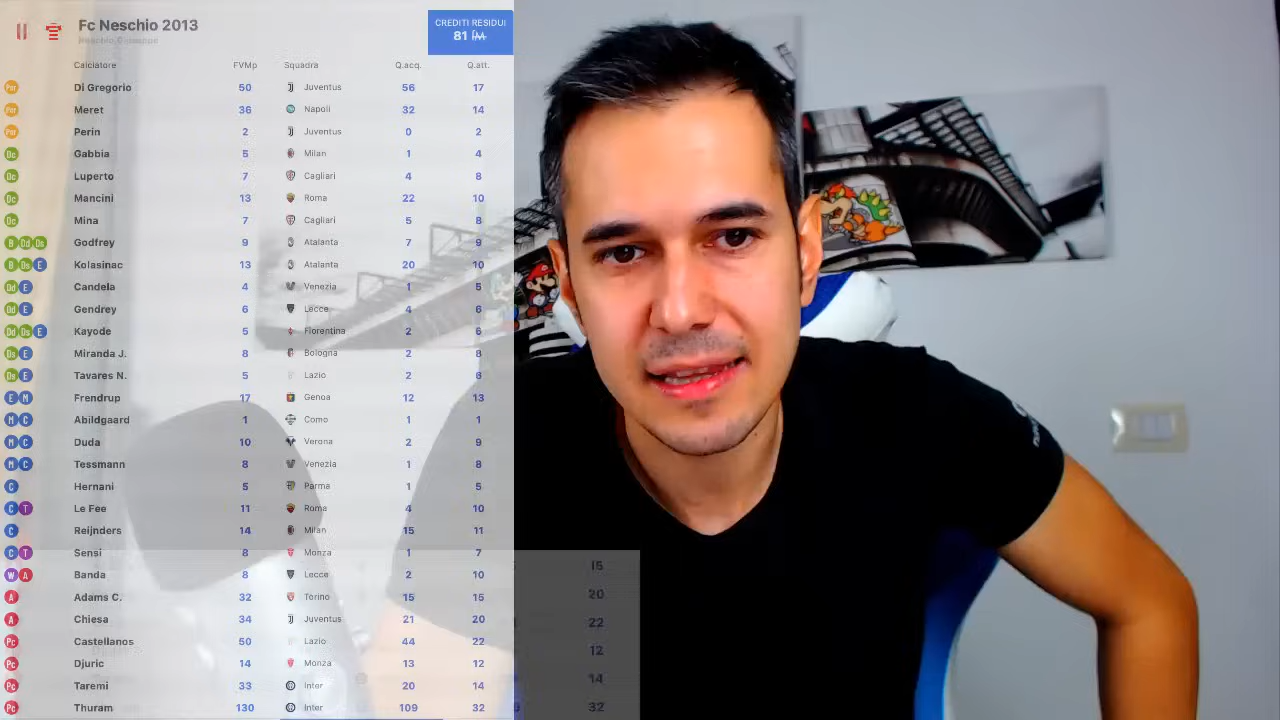 Fc Neschio 2013
CREDITI RESIDUI
81
Calciatore FVMp Squadra Q.acq. Q.att.
Por Di Gregorio 50 Juventus 56 17
Por Meret 36 Napoli 32 14
Por Perin 2 Juventus 0 2
Dc Gabbia 5 Milan 1 4
Dc Luperto 7 Cagliari 4 8
Dc Mancini 13 Roma 22 10
Dc Mina 7 Cagliari 5 8
B Dd Ds Godfrey 9 Atalanta 7 9
B Ds E Kolasinac 13 Atalanta 20 10
Dd E Candela 4 Venezia 1 5
Dd E Gendrey 6 Lecce 4 6
Dd Ds E Kayode 5 Fiorentina 2 6
Ds E Miranda J. 8 Bologna 2 8
Ds E Tavares N. 5 Lazio 2 6
E M Frendrup 17 Genoa 12 13
M C Abildgaard 1 Como 1 1
M C Duda 10 Verona 2 9
M C Tessmann 8 Venezia 1 8
C Hernani 5 Parma 1 5
C T Le Fee 11 Roma 4 10
C Reijnders 14 Milan 15 11
C T Sensi 8 Monza 1 7
W A Banda 8 Lecce 2 10
A Adams C. 32 Torino 15 15
A Chiesa 34 Juventus 21 20
Pc Castellanos 50 Lazio 44 22
Pc Djuric 14 Monza 13 12
Pc Taremi 33 Inter 20 14
Pc Thuram 130 Inter 109 32
15
20
22
12
14
32